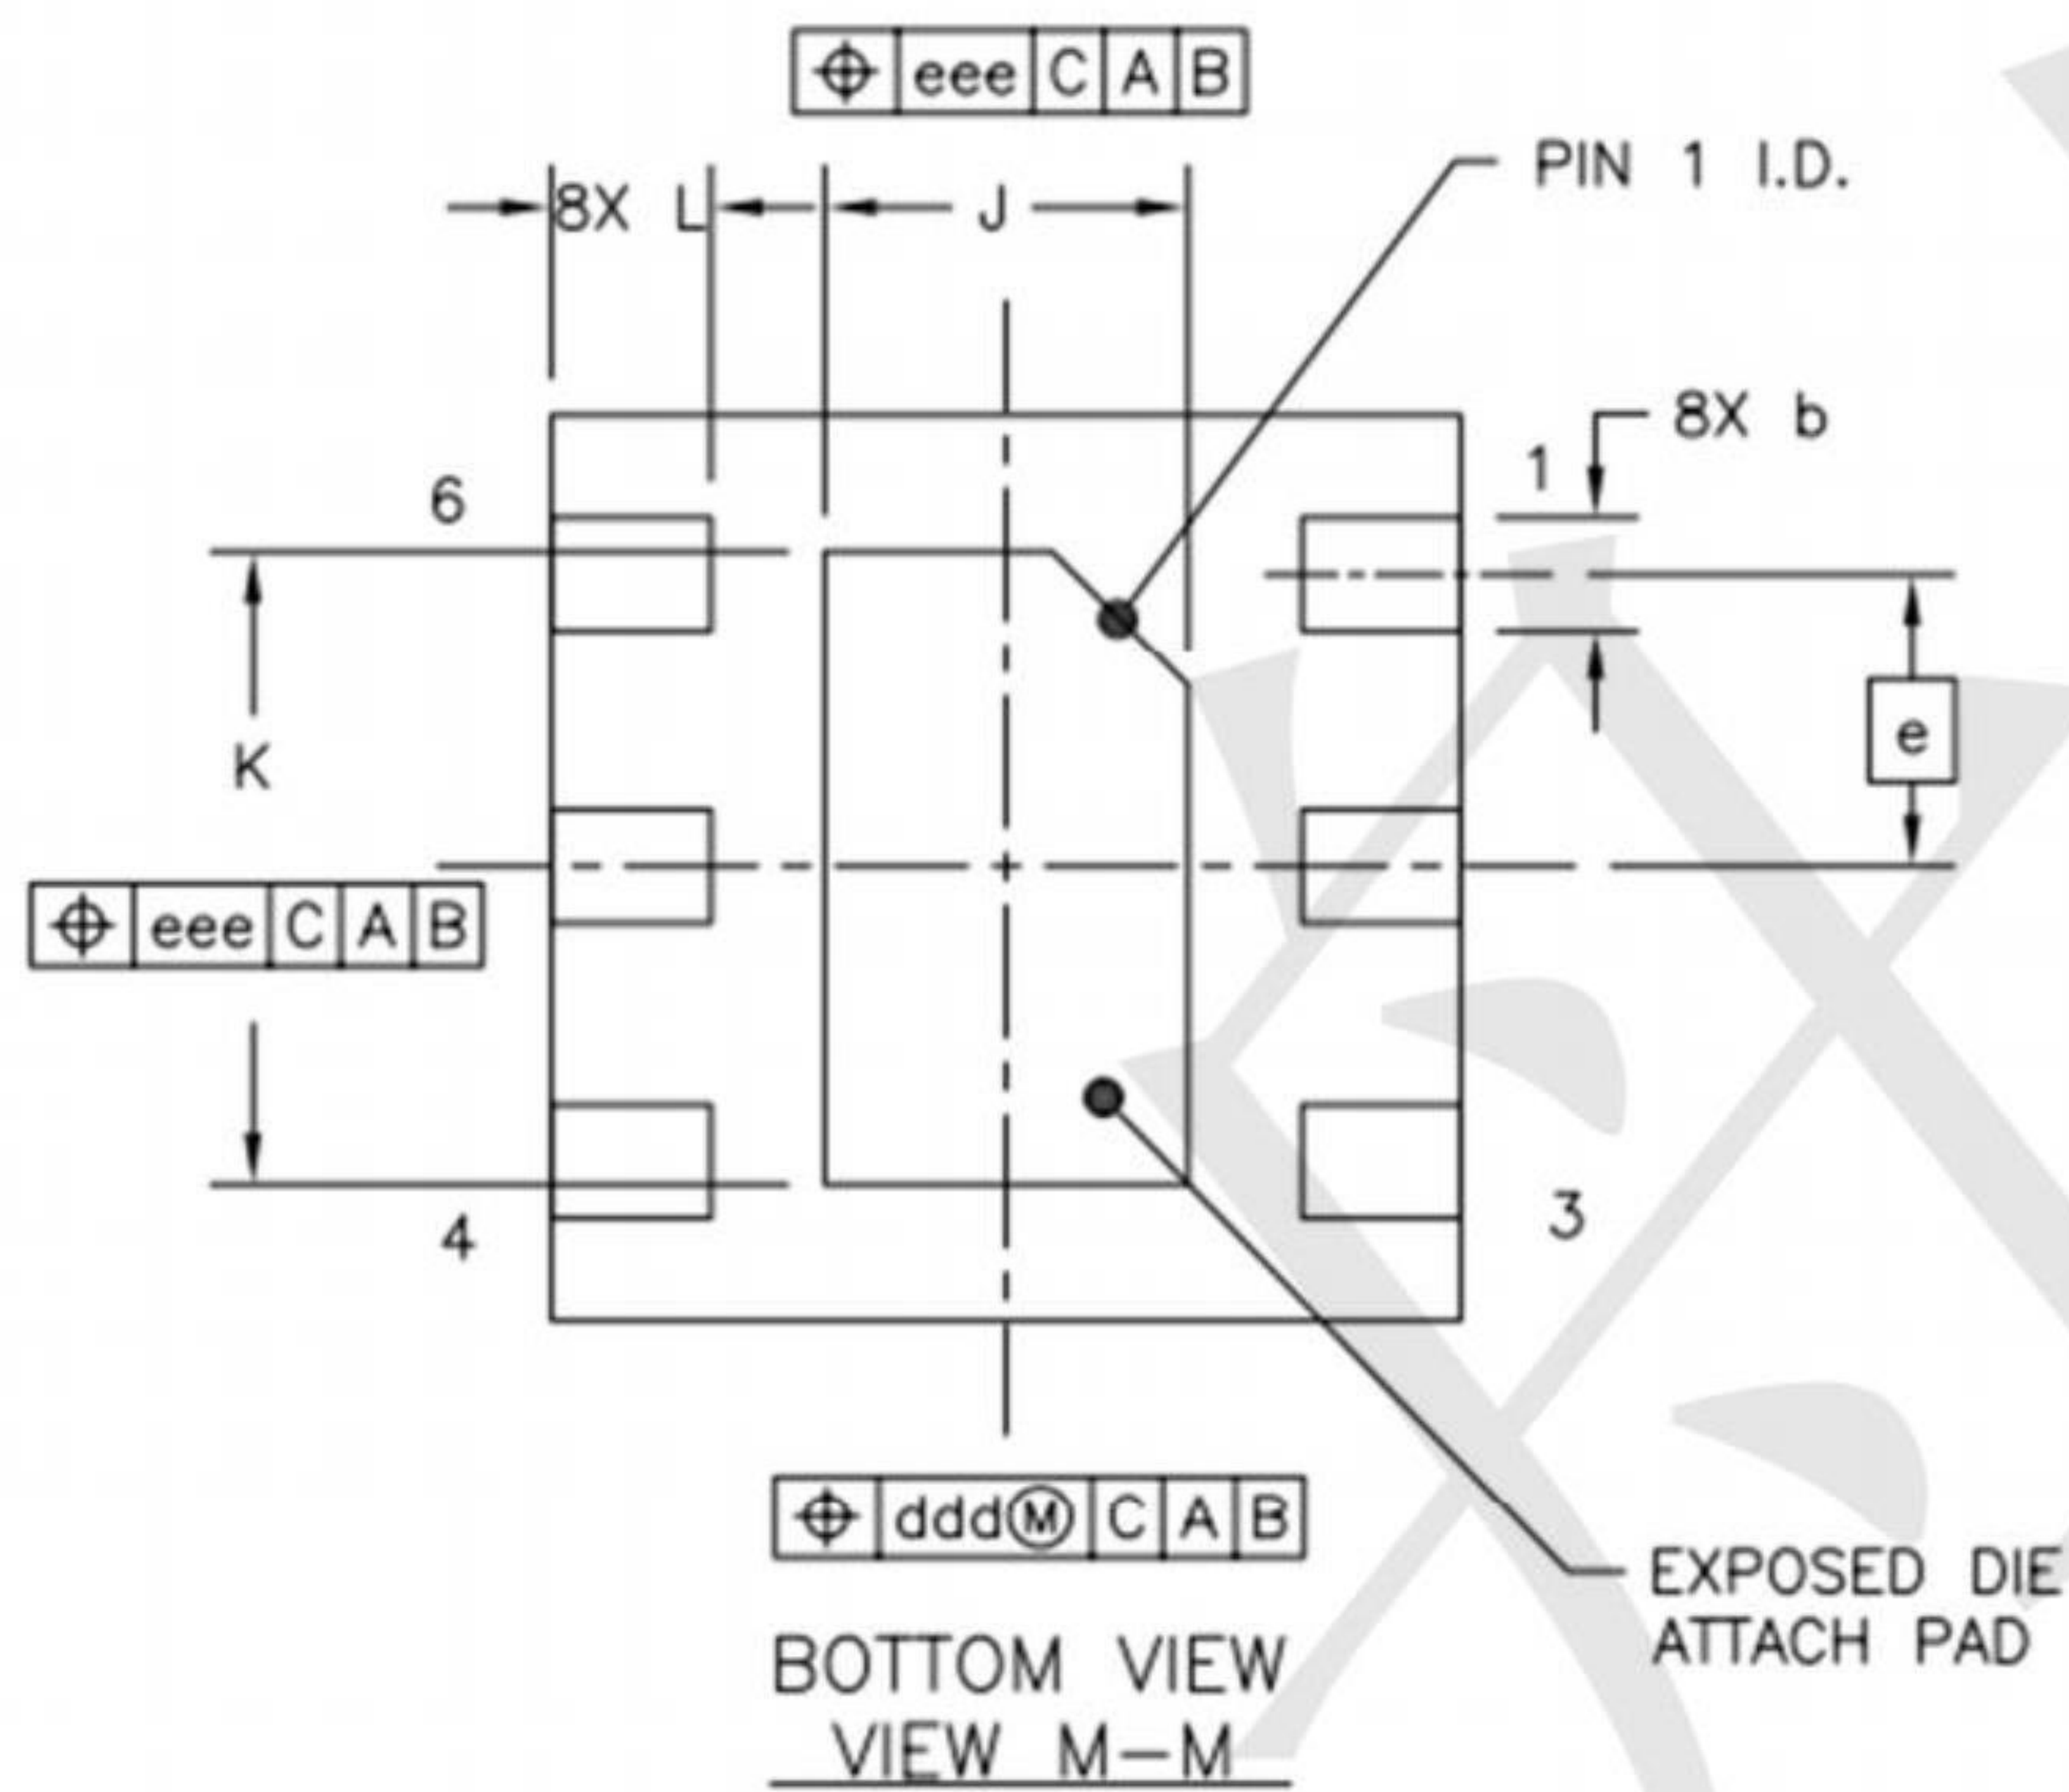 ⌖ eee C A B
PIN 1 I.D.
8X L
J
8X b
1
6
e
K
⌖ eee C A B
4
3
⌖ ddd Ⓜ C A B
EXPOSED DIE
ATTACH PAD
BOTTOM VIEW
VIEW M-M